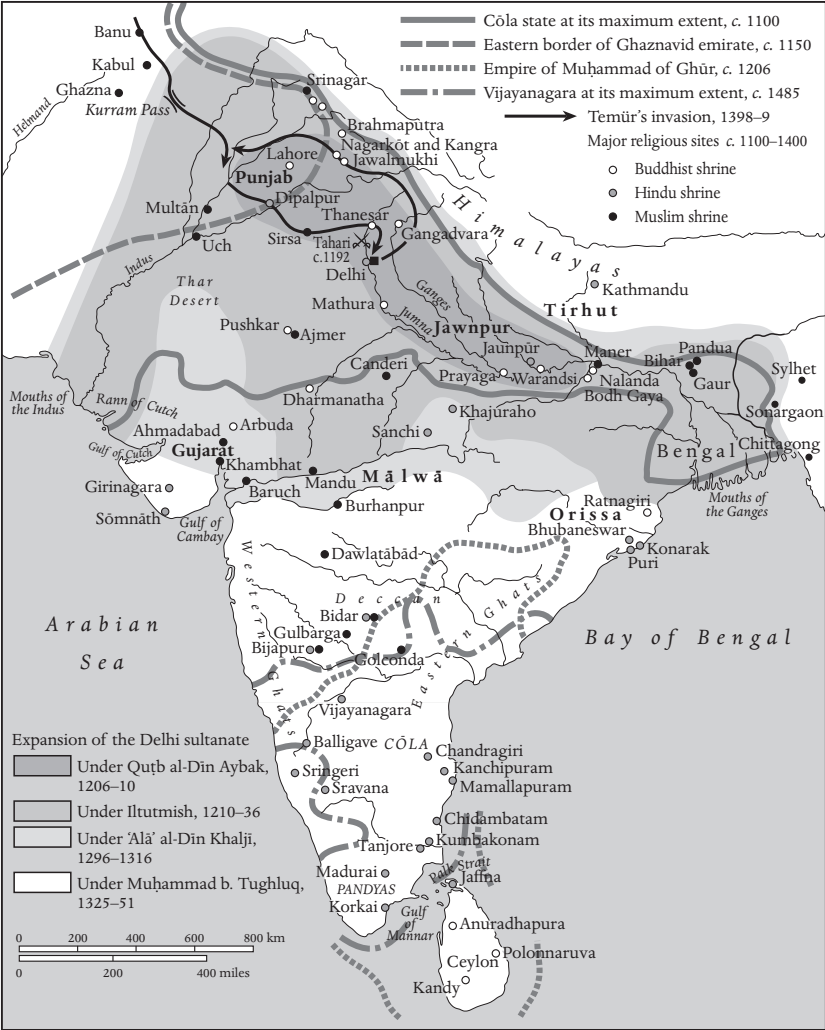 Cōla state at its maximum extent, c. 1100
Eastern border of Ghaznavid emirate, c. 1150
Empire of Muḥammad of Ghūr, c. 1206
Vijayanagara at its maximum extent, c. 1485
Temür's invasion, 1398–9
Major religious sites c. 1100–1400
Buddhist shrine
Hindu shrine
Muslim shrine
Banu
Kabul
Ghazna
Helmand
Kurram Pass
Srinagar
Brahmaputra
Nagarkōt and Kangra
Jawalmukhi
Lahore
Punjab
Dipalpur
Multān
Thanesar
Gangadvara
Himalayas
Uch
Sirsa
Tahari
c.1192
Delhi
Indus
Thar
Desert
Kathmandu
Mathura
Ganges
Jumna
Tirhut
Pushkar
Ajmer
Jawnpur
Jaunpūr
Maner
Pandua
Bihār
Canderi
Prayaga
Warandsi
Nalanda
Bodh Gaya
Gaur
Sylhet
Mouths of
the Indus
Rann of Cutch
Dharmanatha
Khajúraho
Sonargaon
Ahmadabad
Arbuda
Sanchi
Bengal
Chittagong
Gulf of Cutch
Gujarāt
Khambhat
Mandu
Mālwā
Girinagara
Baruch
Burhanpur
Ratnagiri
Mouths of
the Ganges
Sōmnāth
Gulf of
Cambay
Orissa
Bhubaneswar
Konarak
Puri
Dawlatābād
Western Ghats
Deccan
Eastern Ghats
Arabian
Sea
Bay of Bengal
Bidar
Gulbarga
Bijapur
Golconda
Vijayanagara
Balligave
CŌLA
Chandragiri
Kanchipuram
Mamallapuram
Sringeri
Sravana
Chidambatam
Kumbakonam
Tanjore
Palk Strait
Jaffna
Madurai
PANDYAS
Korkai
Gulf
of
Mannar
Anuradhapura
Polonnaruva
Ceylon
Kandy
Expansion of the Delhi sultanate
Under Quṭb al-Dīn Aybak,
1206–10
Under Iltutmish, 1210–36
Under ‘Alā’ al-Dīn Khaljī,
1296–1316
Under Muḥammad b. Tughluq,
1325–51
0 200 400 600 800 km
0 200 400 miles